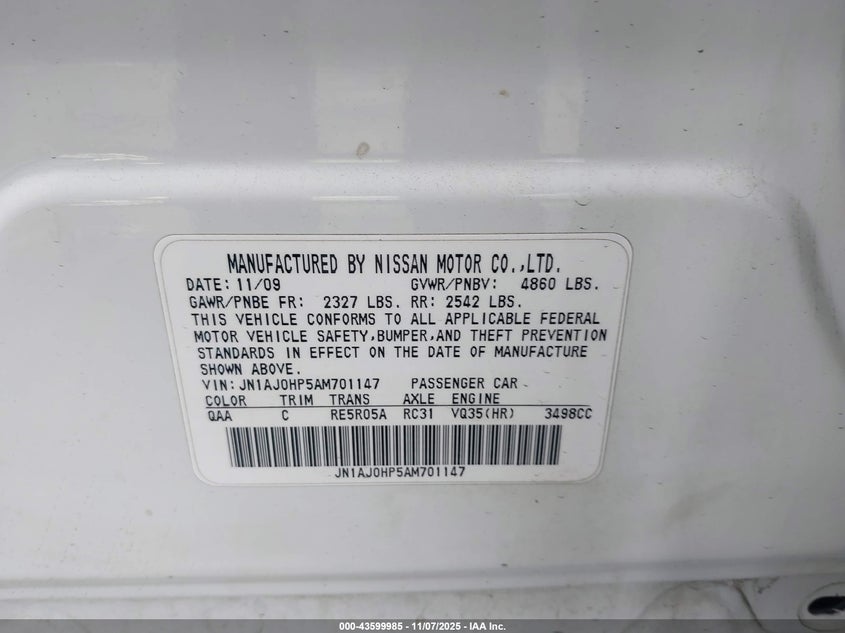 MANUFACTURED BY NISSAN MOTOR CO.,LTD.
DATE: 11/09 GVWR/PNBV: 4860 LBS.
GAWR/PNBE FR: 2327 LBS. RR: 2542 LBS.
THIS VEHICLE CONFORMS TO ALL APPLICABLE FEDERAL
MOTOR VEHICLE SAFETY,BUMPER,AND THEFT PREVENTION
STANDARDS IN EFFECT ON THE DATE OF MANUFACTURE
SHOWN ABOVE.
VIN: JN1AJ0HP5AM701147 PASSENGER CAR
COLOR TRIM TRANS AXLE ENGINE
QAA C RE5R05A RC31 VQ35(HR) 3498CC
JN1AJ0HP5AM701147
000-43599985 - 11/07/2025 - IAA Inc.